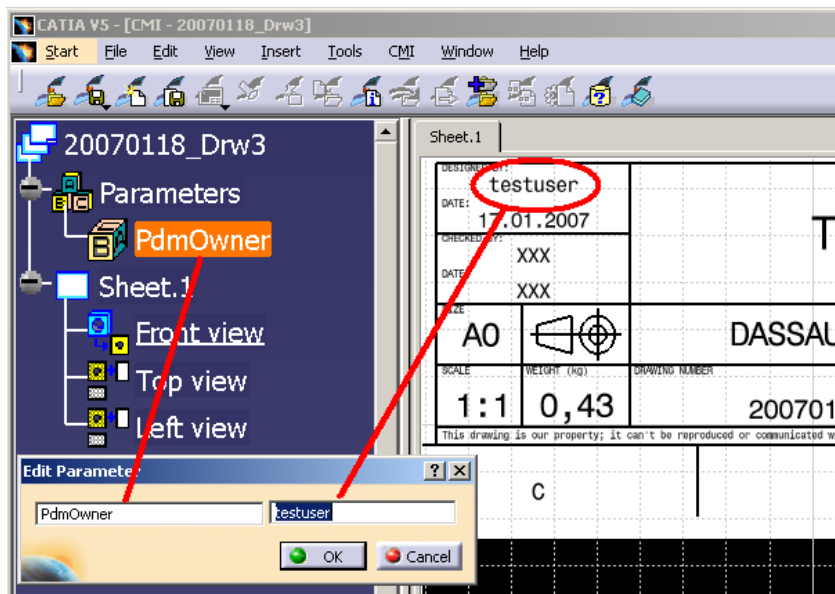 CATIA V5 - [CMI - 20070118_Drw3]
Start File Edit View Insert Tools CMI Window Help
20070118_Drw3
Parameters
PdmOwner
Sheet.1
Front view
Top view
Left view
Sheet.1
DESIGNED BY:
testuser
DATE:
17.01.2007
CHECKED BY:
XXX
DATE
XXX
SIZE
A0
DASSAU
SCALE
WEIGHT (kg)
DRAWING NUMBER
1:1
0,43
200701
This drawing is our property; it can't be reproduced or communicated w
C
Edit Parameter
PdmOwner
testuser
OK
Cancel